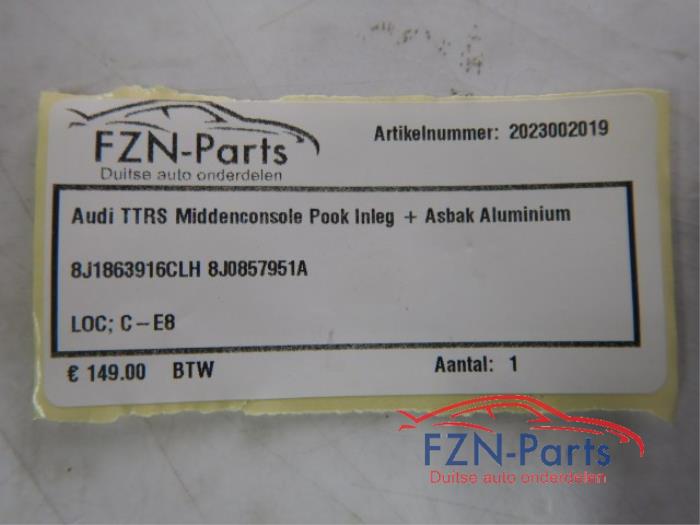 FZN-Parts
Duitse auto onderdelen
Artikelnummer: 2023002019
Audi TTRS Middenconsole Pook Inleg + Asbak Aluminium
8J1863916CLH 8J0857951A
LOC; C-E8
€ 149.00 BTW
Aantal: 1
FZN-Parts
Duitse auto onderdelen